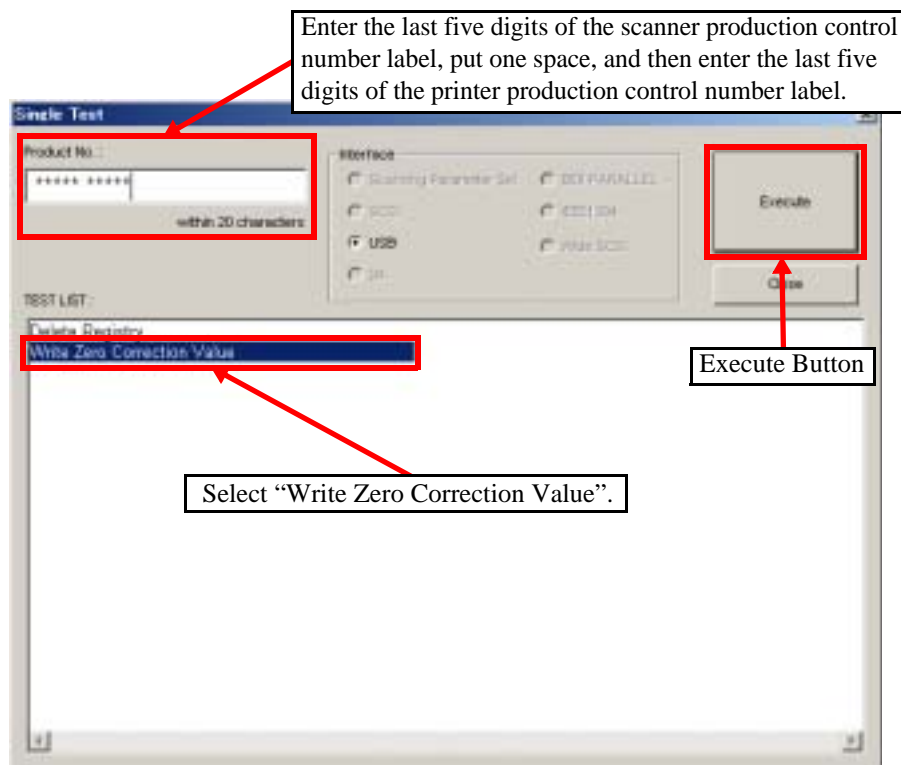 Enter the last five digits of the scanner production control
number label, put one space, and then enter the last five
digits of the printer production control number label.
Single Test
Product No. :
***** *****
within 20 characters
Interface
Scanning Parameter Set
SCSI
IEEE1394
USB
Wide SCSI
Execute
Close
TEST LIST :
Delete Registry
Write Zero Correction Value
Execute Button
Select “Write Zero Correction Value”.